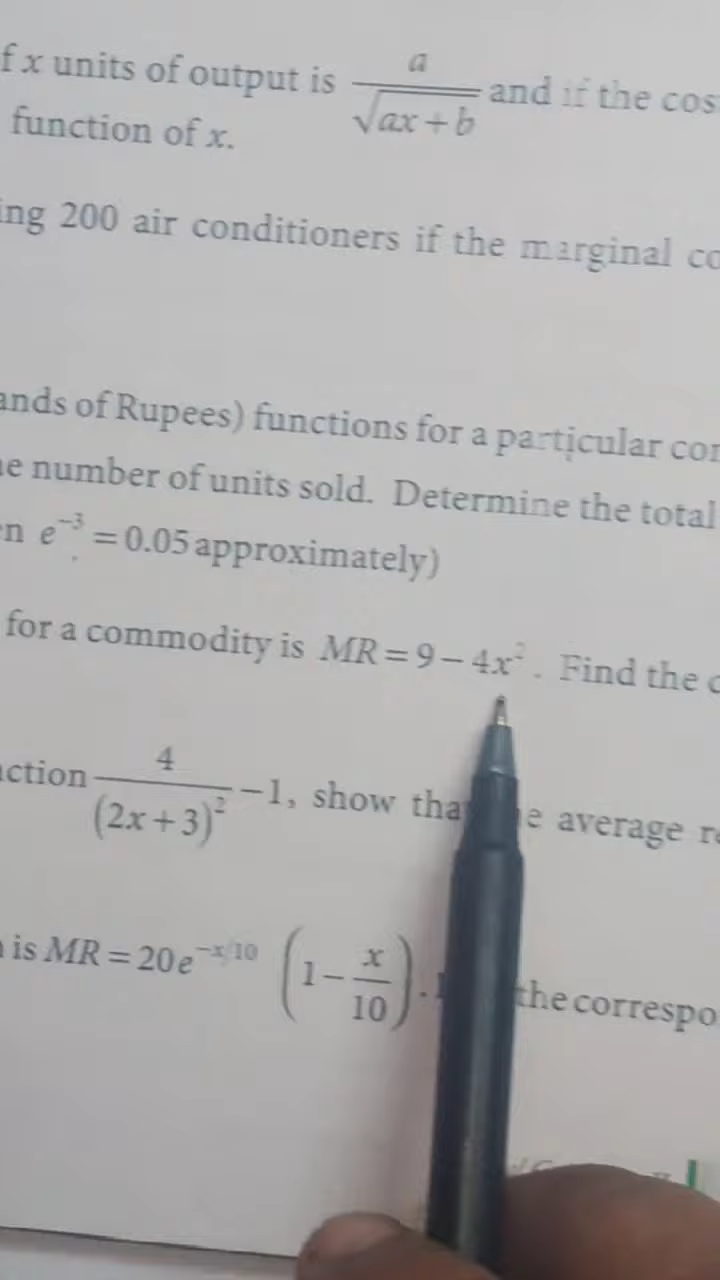 f x units of output is a/√(ax + b) and if the cos
function of x.
ing 200 air conditioners if the marginal co
ands of Rupees) functions for a particular con
e number of units sold. Determine the total
n e⁻³ = 0.05 approximately)
for a commodity is MR = 9 − 4x². Find the c
ction 4/(2x + 3)² − 1, show tha e average re
is MR = 20e^(−x/10) (1 − x/10). the correspo